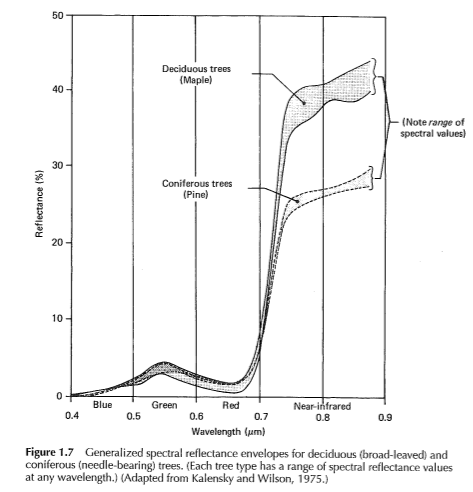 50
40
30
20
10
0
Reflectance (%)
Deciduous trees
(Maple)
(Note range of
spectral values)
Coniferous trees
(Pine)
Blue
Green
Red
Near-infrared
0.4
0.5
0.6
0.7
0.8
0.9
Wavelength (μm)
Figure 1.7 Generalized spectral reflectance envelopes for deciduous (broad-leaved) and
coniferous (needle-bearing) trees. (Each tree type has a range of spectral reflectance values
at any wavelength.) (Adapted from Kalensky and Wilson, 1975.)